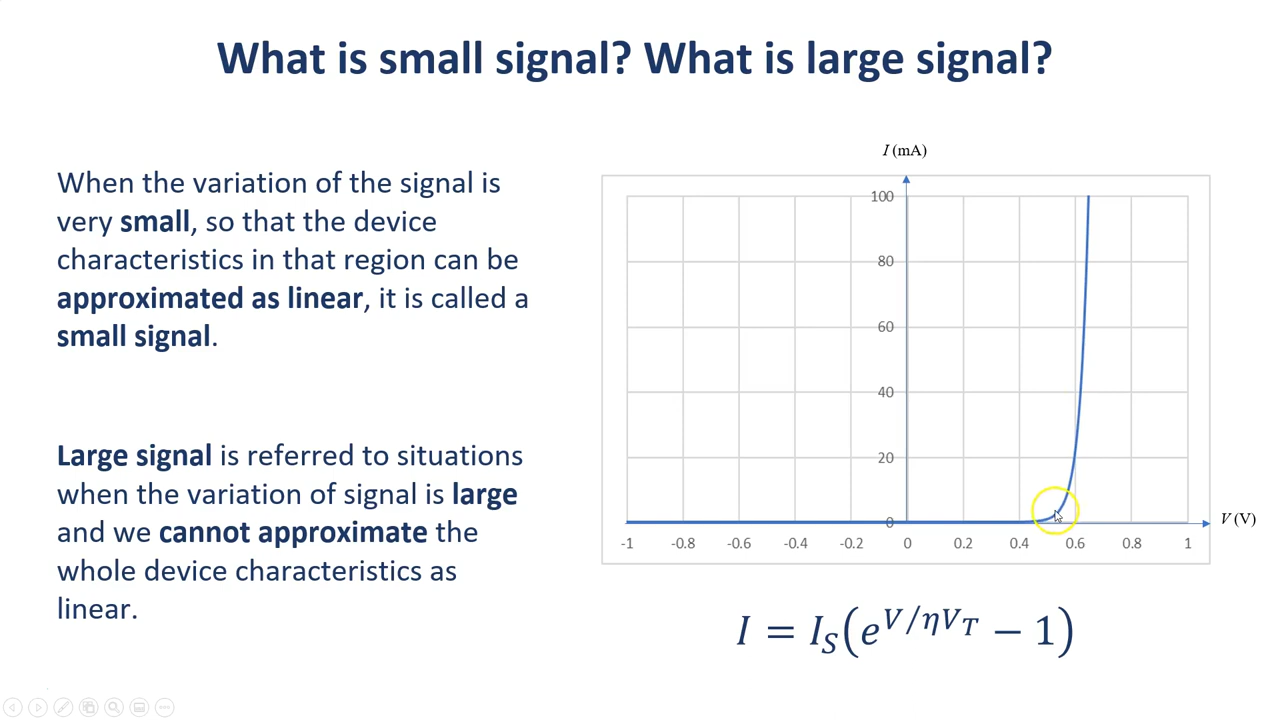 What is small signal? What is large signal?
When the variation of the signal is
very small, so that the device
characteristics in that region can be
approximated as linear, it is called a
small signal.
Large signal is referred to situations
when the variation of signal is large
and we cannot approximate the
whole device characteristics as
linear.
I (mA)
100
80
60
40
20
0
V (V)
-1 -0.8 -0.6 -0.4 -0.2 0 0.2 0.4 0.6 0.8 1
I = I_S(e^{V/ηV_T} − 1)